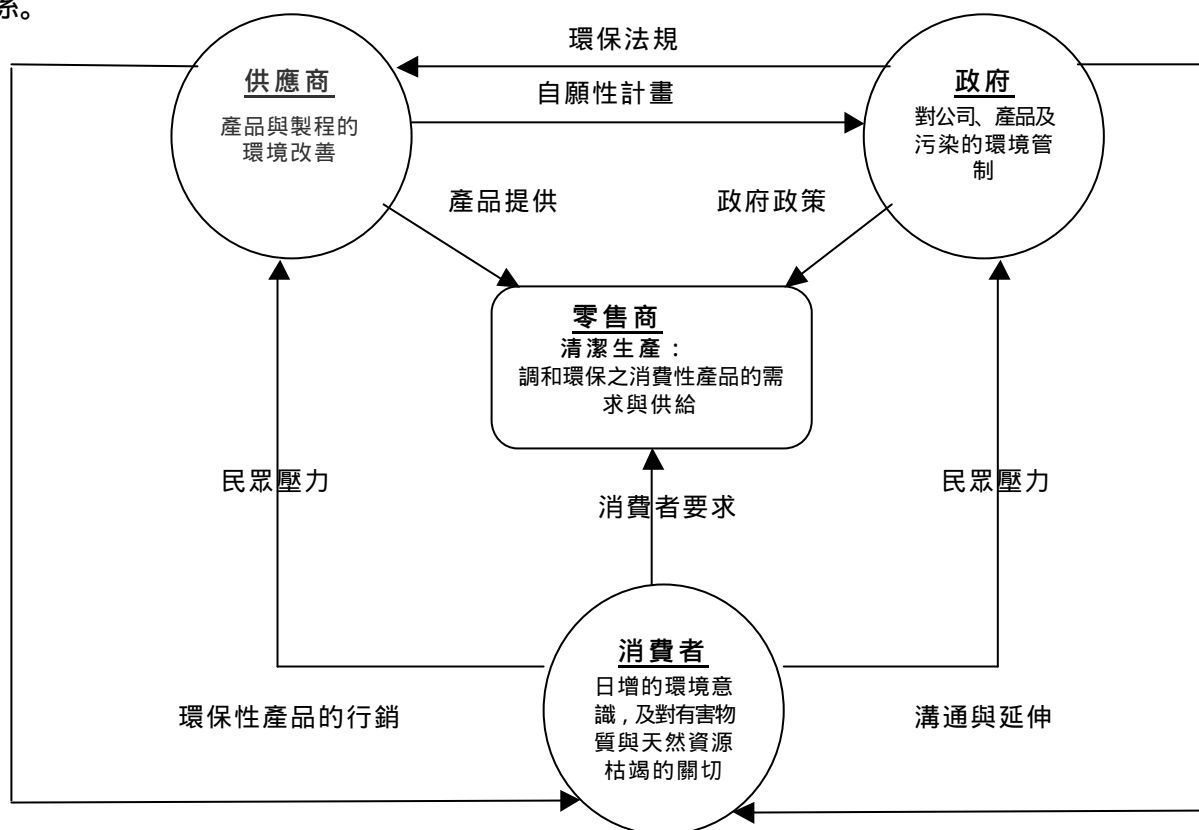 系。
環保法規
供應商
產品與製程的
環境改善
自願性計畫
政府
對公司、產品及
污染的環境管
制
產品提供
政府政策
零售商
清潔生產：
調和環保之消費性產品的需
求與供給
民眾壓力
消費者要求
民眾壓力
消費者
日增的環境意
識，及對有害物
質與天然資源
枯竭的關切
環保性產品的行銷
溝通與延伸